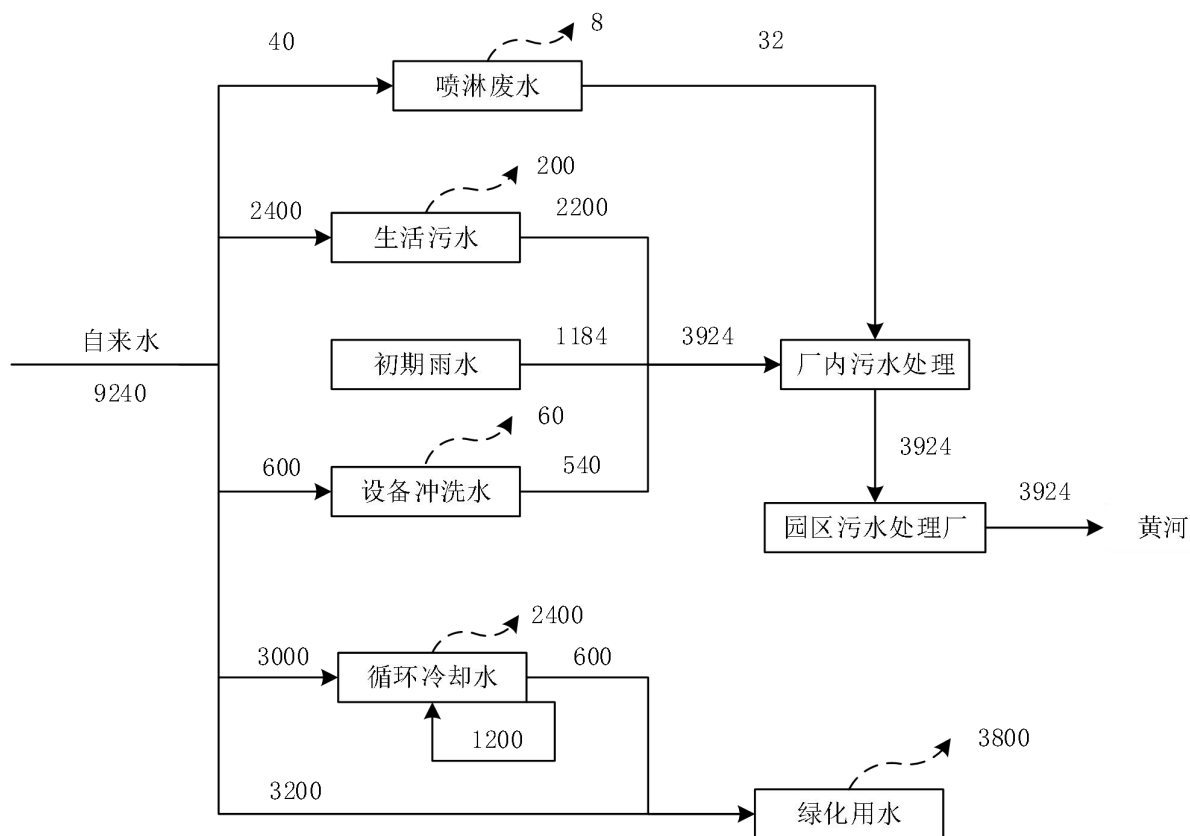 40
8
32
喷淋废水
200
2400
2200
生活污水
自来水
9240
1184
3924
初期雨水
厂内污水处理
60
600
540
设备冲洗水
3924
3924
园区污水处理厂
黄河
2400
3000
600
循环冷却水
1200
3800
3200
绿化用水